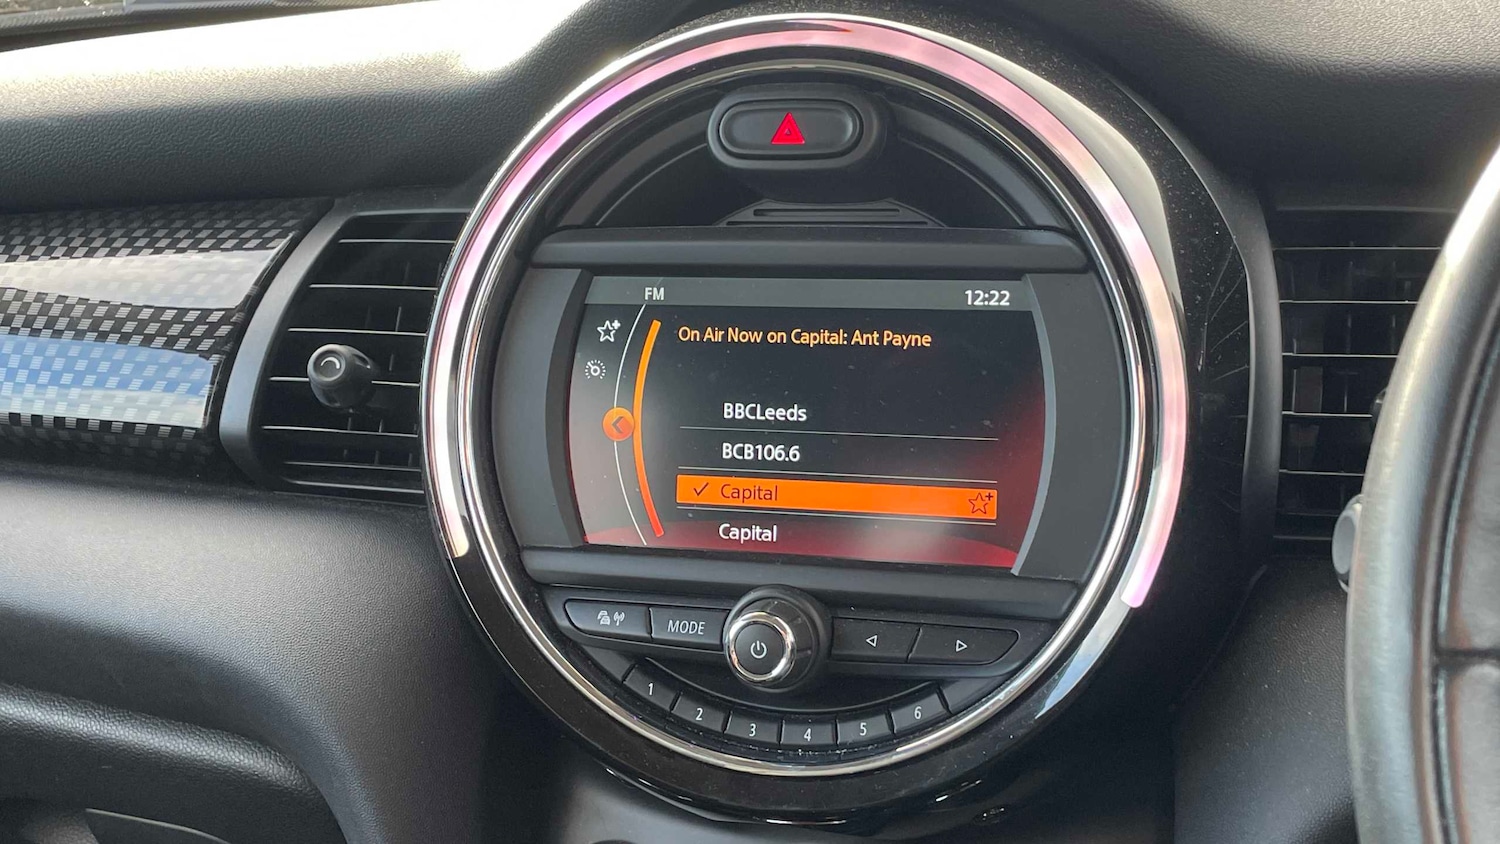 FM 12:22
On Air Now on Capital: Ant Payne
BBCLeeds
BCB106.6
Capital
Capital
MODE
1 2 3 4 5 6